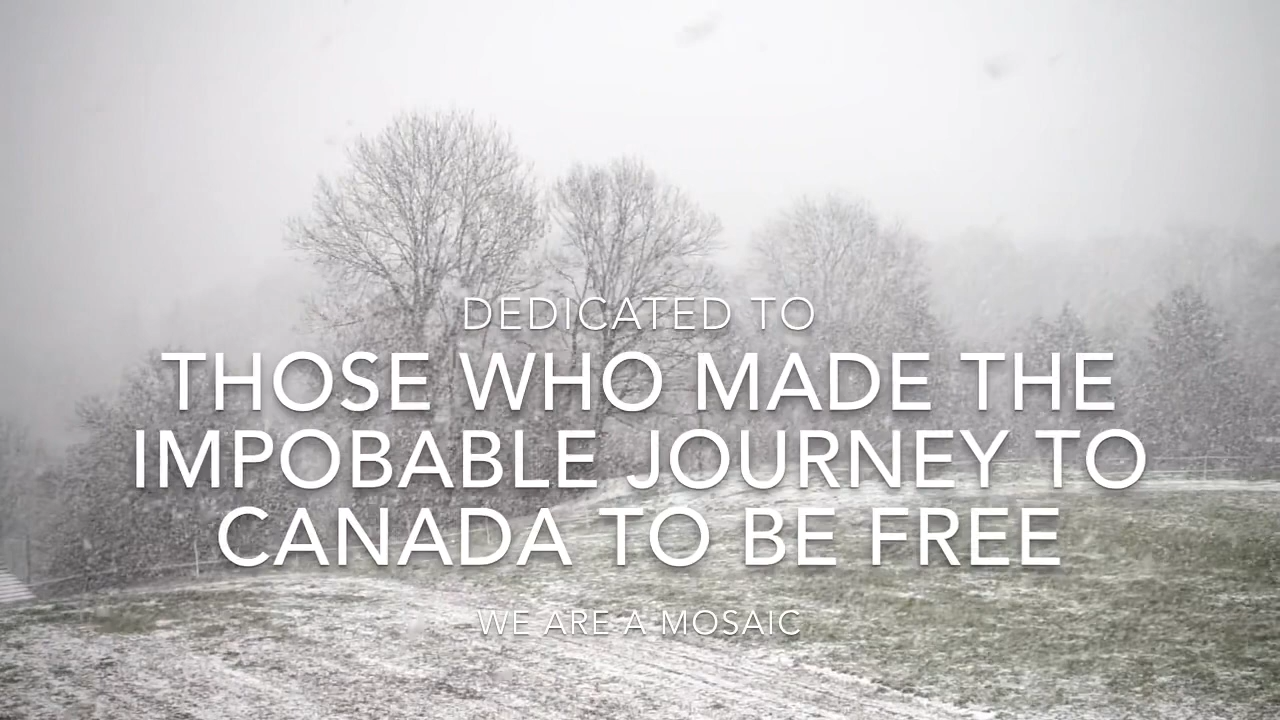 DEDICATED TO
THOSE WHO MADE THE
IMPOBABLE JOURNEY TO
CANADA TO BE FREE
WE ARE A MOSAIC